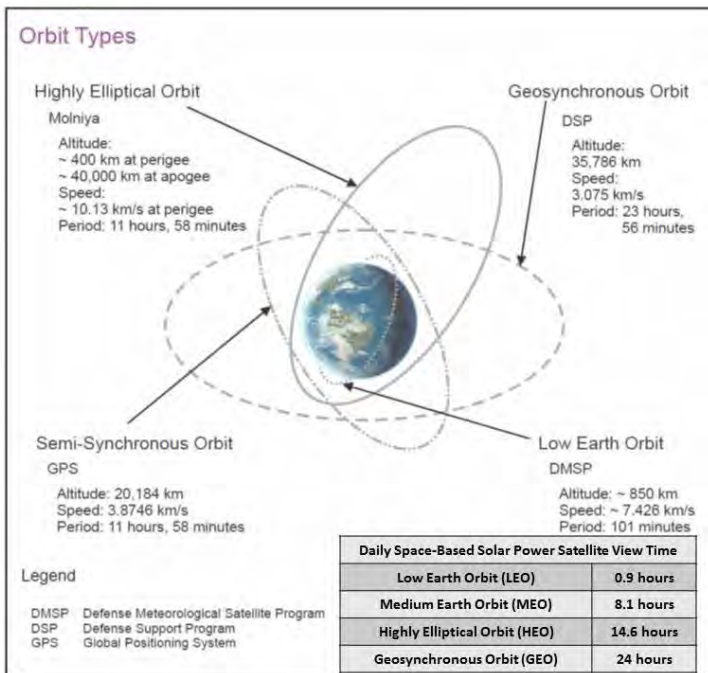 Orbit Types
Highly Elliptical Orbit
Molniya
Altitude:
~ 400 km at perigee
~ 40,000 km at apogee
Speed:
~ 10.13 km/s at perigee
Period: 11 hours, 58 minutes
Geosynchronous Orbit
DSP
Altitude:
35,786 km
Speed:
3.075 km/s
Period: 23 hours,
56 minutes
Semi-Synchronous Orbit
GPS
Altitude: 20,184 km
Speed: 3.8746 km/s
Period: 11 hours, 58 minutes
Low Earth Orbit
DMSP
Altitude: ~ 850 km
Speed: ~ 7.426 km/s
Period: 101 minutes
Legend
DMSP Defense Meteorological Satellite Program
DSP Defense Support Program
GPS Global Positioning System
Daily Space-Based Solar Power Satellite View Time
Low Earth Orbit (LEO) 0.9 hours
Medium Earth Orbit (MEO) 8.1 hours
Highly Elliptical Orbit (HEO) 14.6 hours
Geosynchronous Orbit (GEO) 24 hours